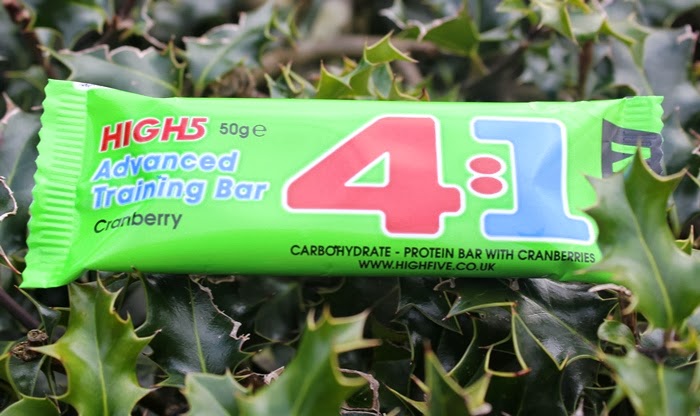 HIGH5 50g℮
Advanced
Training Bar
Cranberry
4:1
CARBOHYDRATE - PROTEIN BAR WITH CRANBERRIES
WWW.HIGHFIVE.CO.UK